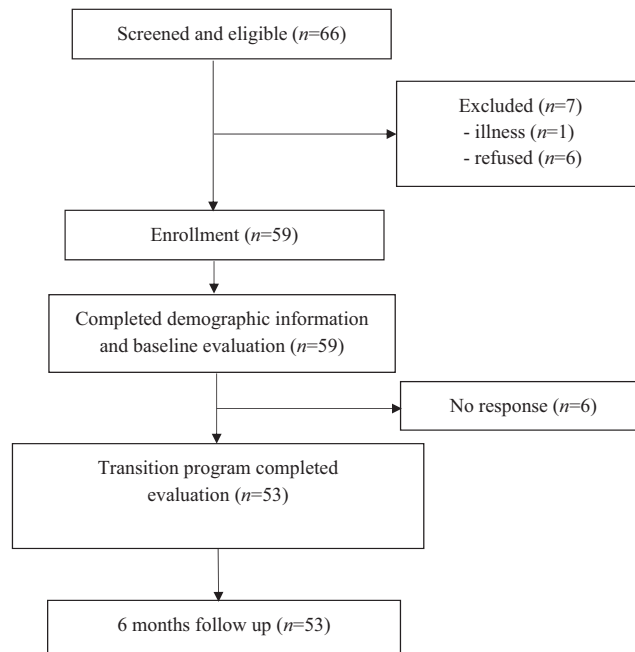 Screened and eligible (n=66)
Excluded (n=7)
- illness (n=1)
- refused (n=6)
Enrollment (n=59)
Completed demographic information
and baseline evaluation (n=59)
No response (n=6)
Transition program completed
evaluation (n=53)
6 months follow up (n=53)